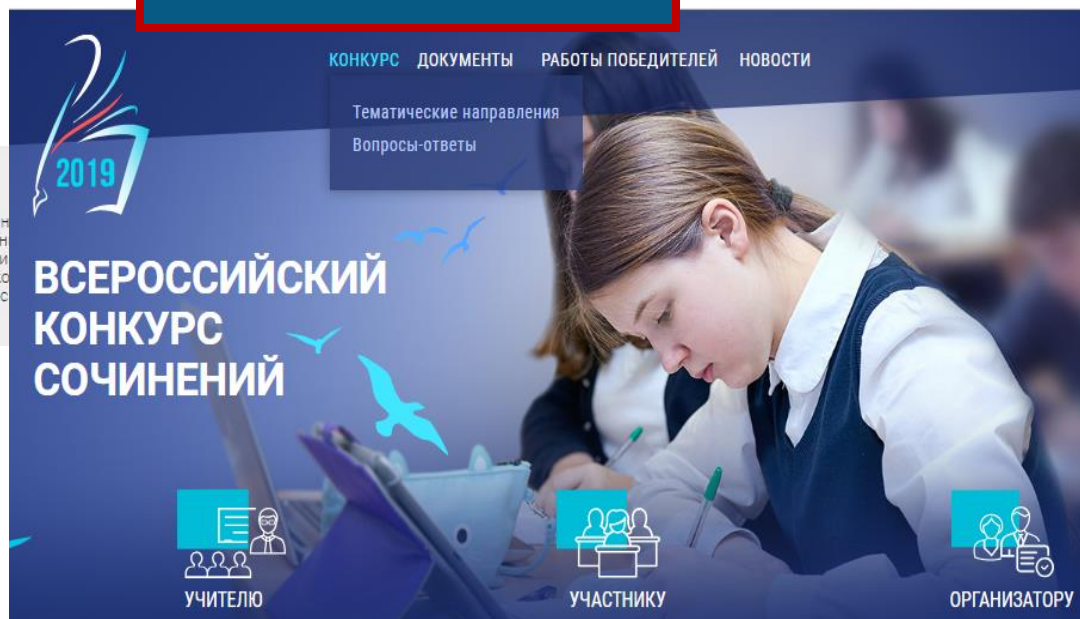 КОНКУРС ДОКУМЕНТЫ РАБОТЫ ПОБЕДИТЕЛЕЙ НОВОСТИ
Тематические направления
Вопросы-ответы
2019
ВСЕРОССИЙСКИЙ
КОНКУРС
СОЧИНЕНИЙ
УЧИТЕЛЮ УЧАСТНИКУ ОРГАНИЗАТОРУ